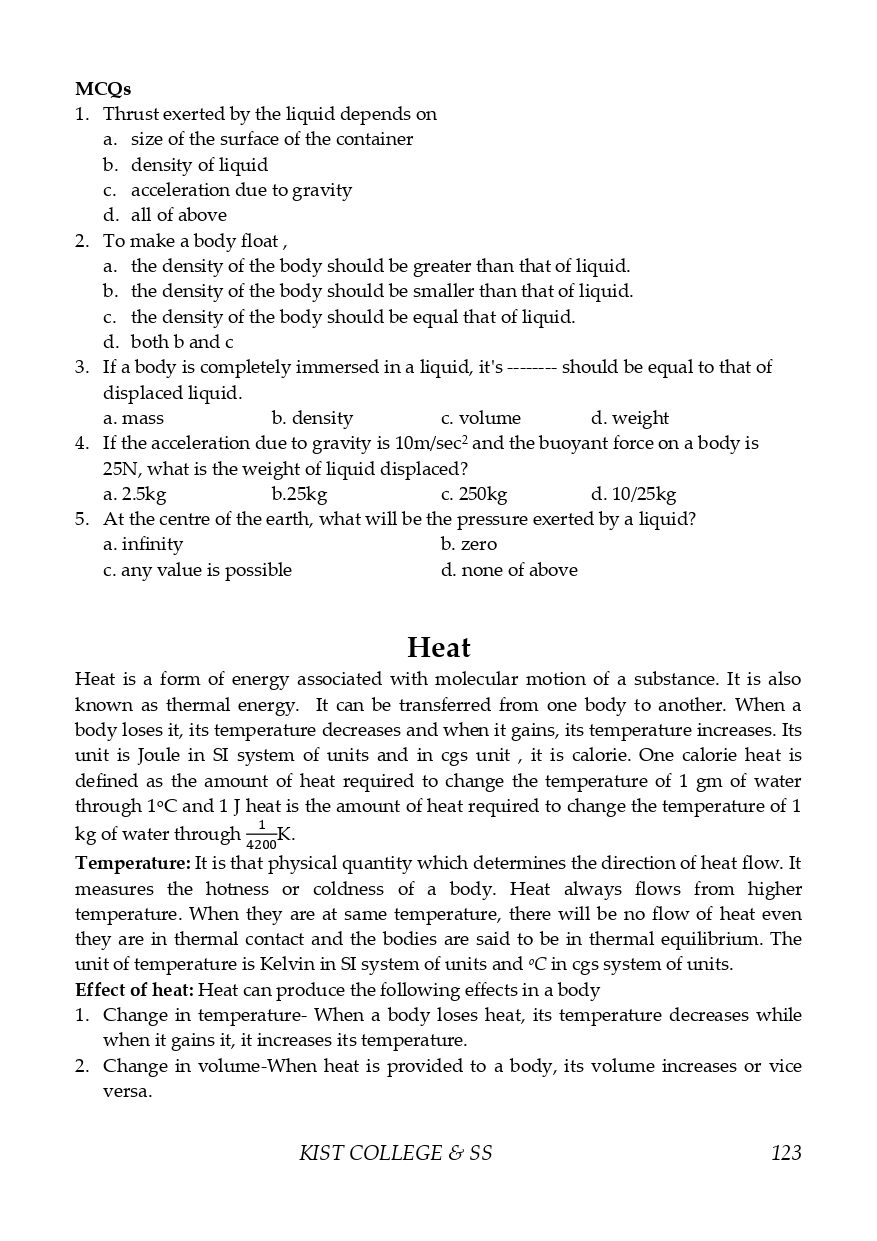 MCQs
1. Thrust exerted by the liquid depends on
a. size of the surface of the container
b. density of liquid
c. acceleration due to gravity
d. all of above
2. To make a body float ,
a. the density of the body should be greater than that of liquid.
b. the density of the body should be smaller than that of liquid.
c. the density of the body should be equal that of liquid.
d. both b and c
3. If a body is completely immersed in a liquid, it's -------- should be equal to that of
displaced liquid.
a. mass b. density c. volume d. weight
4. If the acceleration due to gravity is 10m/sec² and the buoyant force on a body is
25N, what is the weight of liquid displaced?
a. 2.5kg b.25kg c. 250kg d. 10/25kg
5. At the centre of the earth, what will be the pressure exerted by a liquid?
a. infinity b. zero
c. any value is possible d. none of above
Heat
Heat is a form of energy associated with molecular motion of a substance. It is also
known as thermal energy. It can be transferred from one body to another. When a
body loses it, its temperature decreases and when it gains, its temperature increases. Its
unit is Joule in SI system of units and in cgs unit , it is calorie. One calorie heat is
defined as the amount of heat required to change the temperature of 1 gm of water
through 1ᵒC and 1 J heat is the amount of heat required to change the temperature of 1
kg of water through 1/4200 K.
Temperature: It is that physical quantity which determines the direction of heat flow. It
measures the hotness or coldness of a body. Heat always flows from higher
temperature. When they are at same temperature, there will be no flow of heat even
they are in thermal contact and the bodies are said to be in thermal equilibrium. The
unit of temperature is Kelvin in SI system of units and ᵒC in cgs system of units.
Effect of heat: Heat can produce the following effects in a body
1. Change in temperature- When a body loses heat, its temperature decreases while
when it gains it, it increases its temperature.
2. Change in volume-When heat is provided to a body, its volume increases or vice
versa.
KIST COLLEGE & SS 123